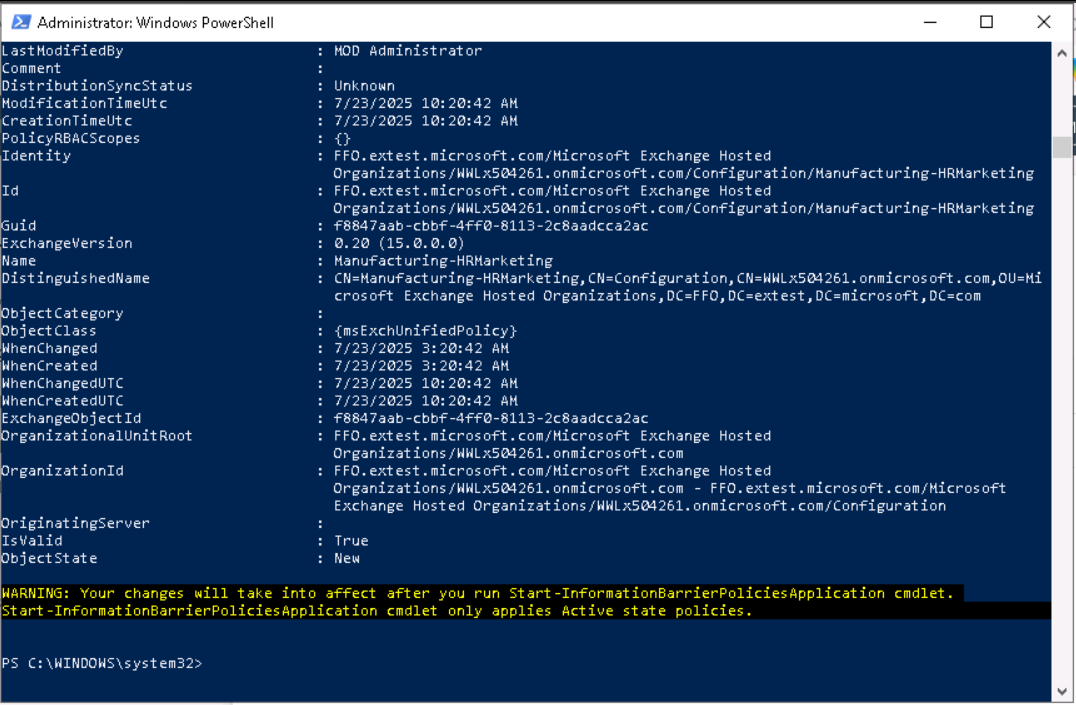 Administrator: Windows PowerShell
LastModifiedBy : MOD Administrator
Comment :
DistributionSyncStatus : Unknown
ModificationTimeUtc : 7/23/2025 10:20:42 AM
CreationTimeUtc : 7/23/2025 10:20:42 AM
PolicyRBACScopes : {}
Identity : FFO.extest.microsoft.com/Microsoft Exchange Hosted
Organizations/WWLx504261.onmicrosoft.com/Configuration/Manufacturing-HRMarketing
Id : FFO.extest.microsoft.com/Microsoft Exchange Hosted
Organizations/WWLx504261.onmicrosoft.com/Configuration/Manufacturing-HRMarketing
Guid : f8847aab-cbbf-4ff0-8113-2c8aadcca2ac
ExchangeVersion : 0.20 (15.0.0.0)
Name : Manufacturing-HRMarketing
DistinguishedName : CN=Manufacturing-HRMarketing,CN=Configuration,CN=WWLx504261.onmicrosoft.com,OU=Mi
crosoft Exchange Hosted Organizations,DC=FFO,DC=extest,DC=microsoft,DC=com
ObjectCategory :
ObjectClass : {msExchUnifiedPolicy}
WhenChanged : 7/23/2025 3:20:42 AM
WhenCreated : 7/23/2025 3:20:42 AM
WhenChangedUTC : 7/23/2025 10:20:42 AM
WhenCreatedUTC : 7/23/2025 10:20:42 AM
ExchangeObjectId : f8847aab-cbbf-4ff0-8113-2c8aadcca2ac
OrganizationalUnitRoot : FFO.extest.microsoft.com/Microsoft Exchange Hosted
Organizations/WWLx504261.onmicrosoft.com
OrganizationId : FFO.extest.microsoft.com/Microsoft Exchange Hosted
Organizations/WWLx504261.onmicrosoft.com - FFO.extest.microsoft.com/Microsoft
Exchange Hosted Organizations/WWLx504261.onmicrosoft.com/Configuration
OriginatingServer :
IsValid : True
ObjectState : New
WARNING: Your changes will take into affect after you run Start-InformationBarrierPoliciesApplication cmdlet.
Start-InformationBarrierPoliciesApplication cmdlet only applies Active state policies.
PS C:\WINDOWS\system32>